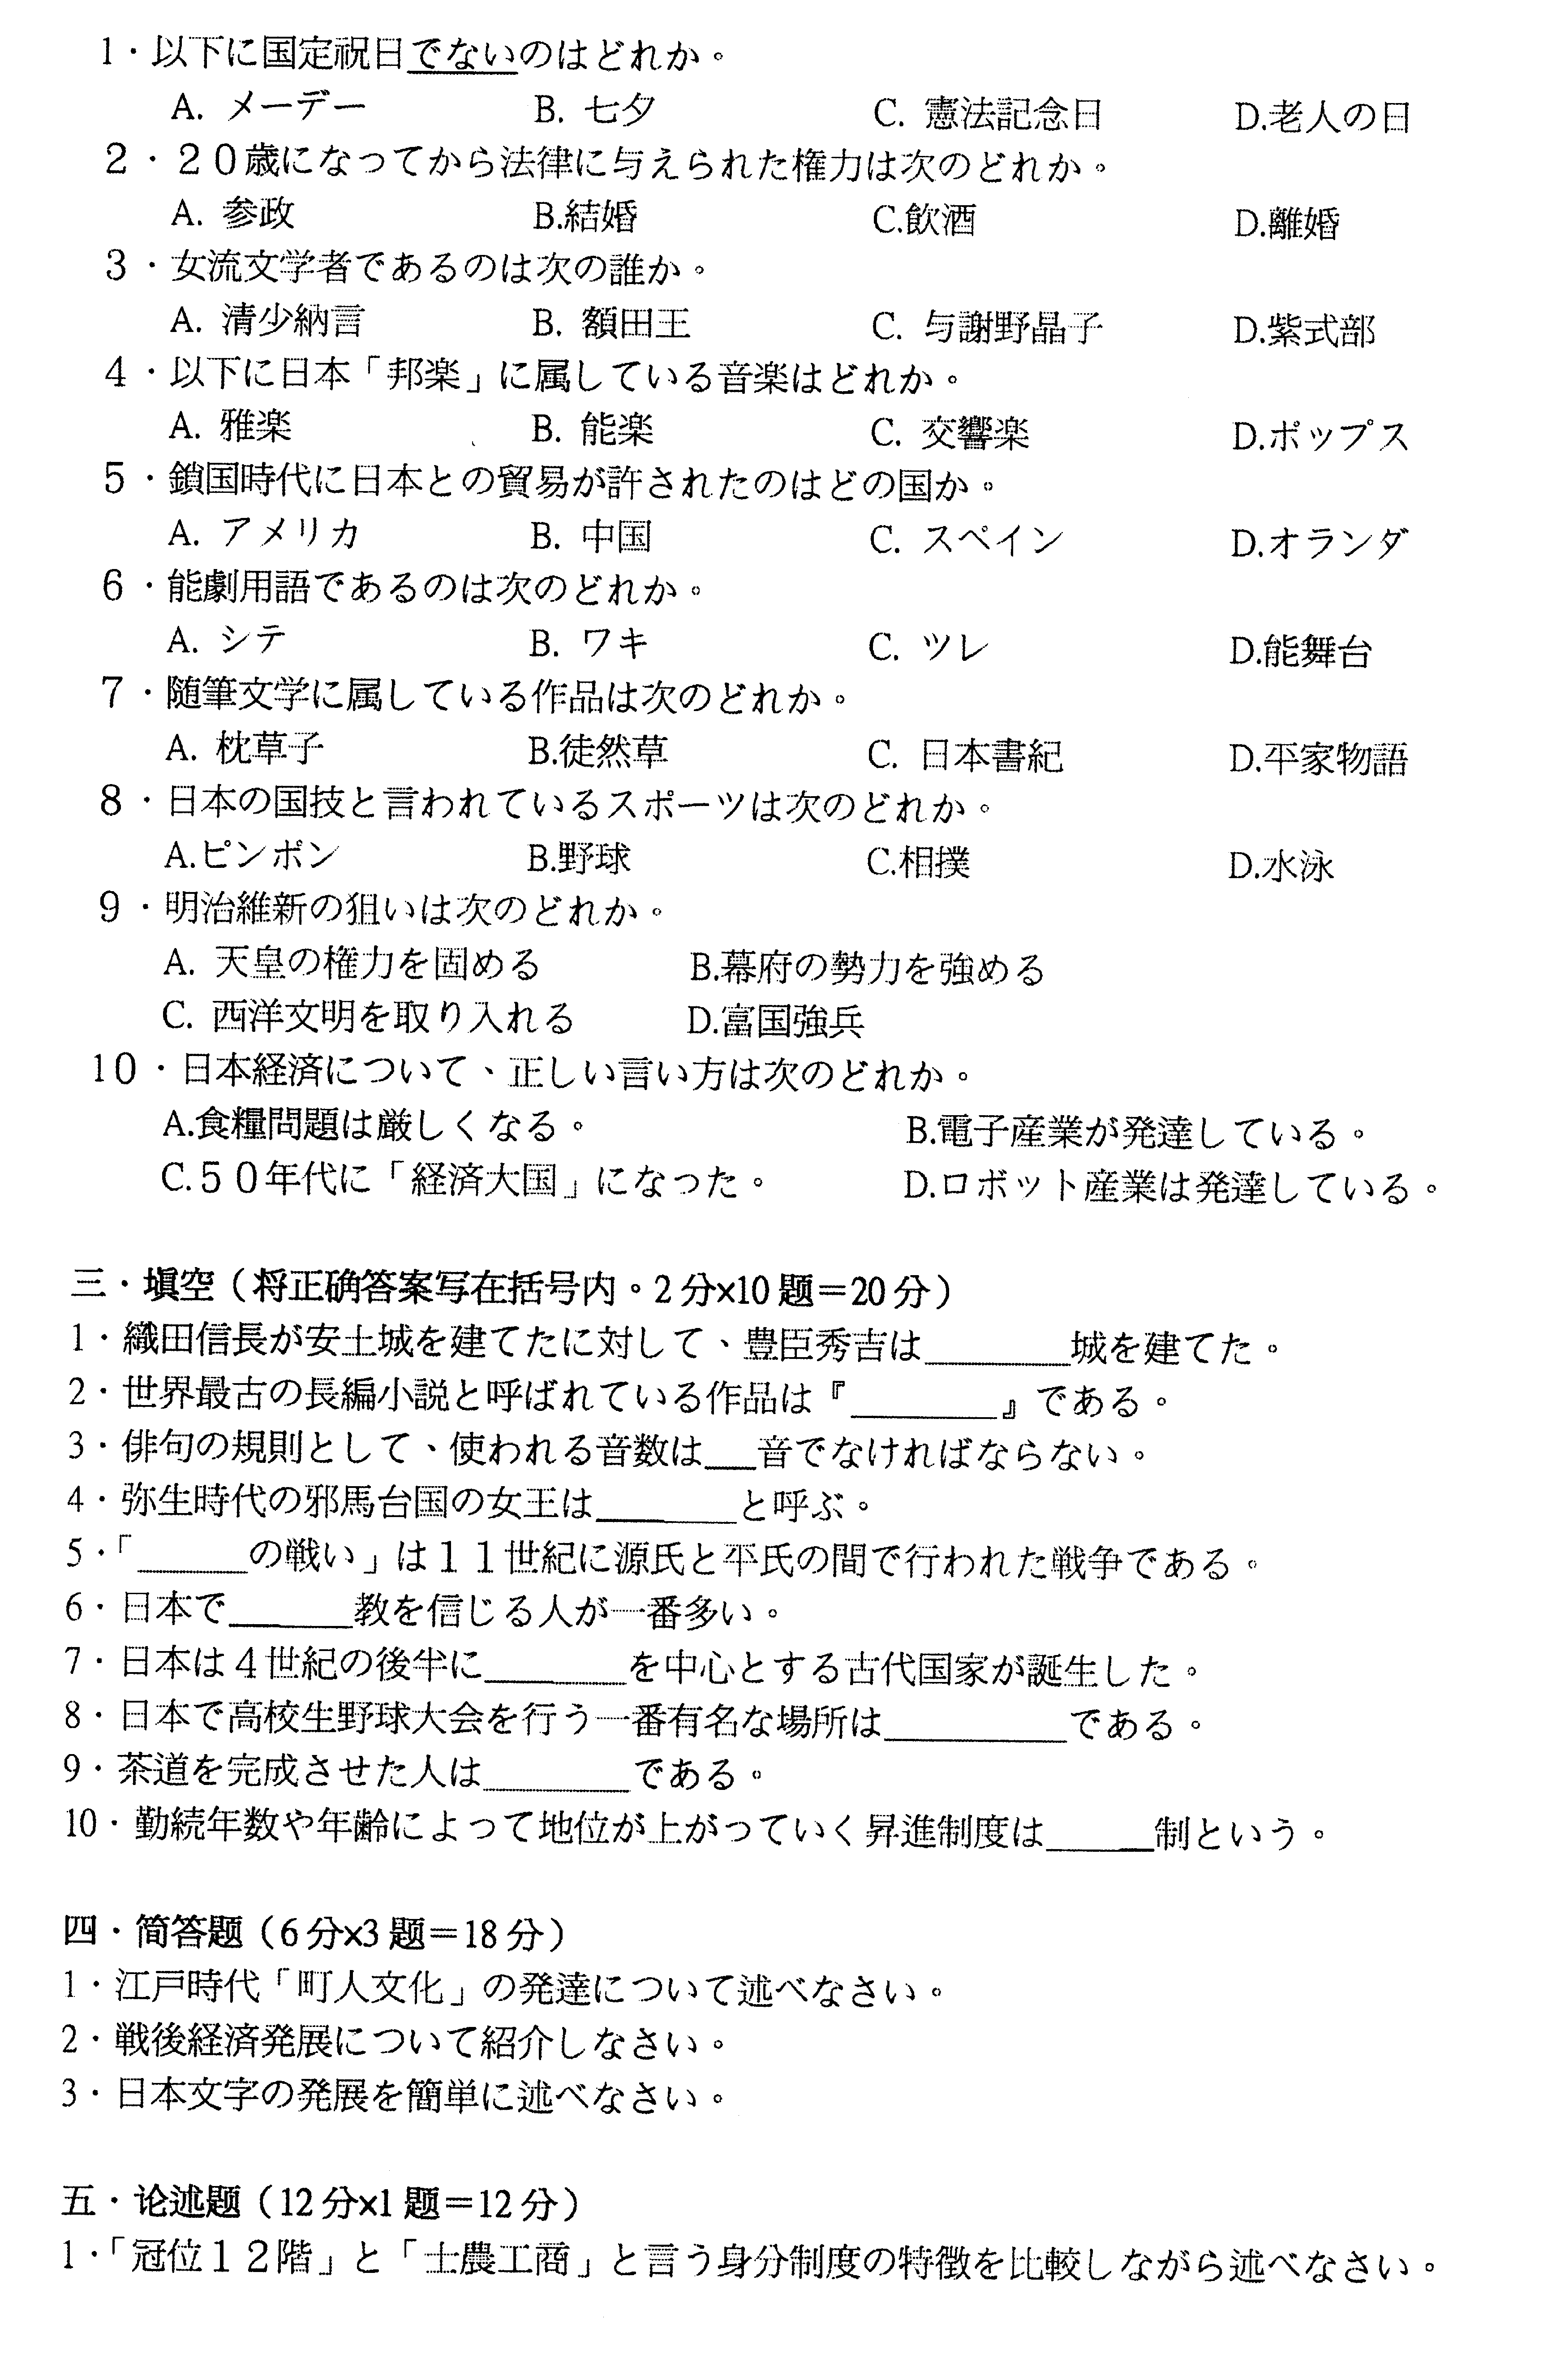 1・以下に国定祝日でないのはどれか。
A. メーデー B. 七夕 C. 憲法記念日 D.老人の日
２・２０歳になってから法律に与えられた権力は次のどれか。
A. 参政 B.結婚 C.飲酒 D.離婚
３・女流文学者であるのは次の誰か。
A. 清少納言 B. 額田王 C. 与謝野晶子 D.紫式部
４・以下に日本「邦楽」に属している音楽はどれか。
A. 雅楽 B. 能楽 C. 交響楽 D.ポップス
５・鎖国時代に日本との貿易が許されたのはどの国か。
A. アメリカ B. 中国 C. スペイン D.オランダ
６・能劇用語であるのは次のどれか。
A. シテ B. ワキ C. ツレ D.能舞台
７・随筆文学に属している作品は次のどれか。
A. 枕草子 B.徒然草 C. 日本書紀 D.平家物語
８・日本の国技と言われているスポーツは次のどれか。
A.ピンポン B.野球 C.相撲 D.水泳
９・明治維新の狙いは次のどれか。
A. 天皇の権力を固める B.幕府の勢力を強める
C. 西洋文明を取り入れる D.富国強兵
１０・日本経済について、正しい言い方は次のどれか。
A.食糧問題は厳しくなる。 B.電子産業が発達している。
C.５０年代に「経済大国」になった。 D.ロボット産業は発達している。
三・填空（将正确答案写在括号内。2 分×10 题＝20 分）
1・織田信長が安土城を建てたに対して、豊臣秀吉は________城を建てた。
2・世界最古の長編小説と呼ばれている作品は『________』である。
3・俳句の規則として、使われる音数は___音でなければならない。
4・弥生時代の邪馬台国の女王は________と呼ぶ。
5・「______の戦い」は１１世紀に源氏と平氏の間で行われた戦争である。
6・日本で_______教を信じる人が一番多い。
7・日本は４世紀の後半に________を中心とする古代国家が誕生した。
8・日本で高校生野球大会を行う一番有名な場所は__________である。
9・茶道を完成させた人は________である。
10・勤続年数や年齢によって地位が上がっていく昇進制度は______制という。
四・简答题（6 分×3 题＝18 分）
1・江戸時代「町人文化」の発達について述べなさい。
2・戦後経済発展について紹介しなさい。
3・日本文字の発展を簡単に述べなさい。
五・论述题（12 分×1 题＝12 分）
1・「冠位１２階」と「士農工商」と言う身分制度の特徴を比較しながら述べなさい。